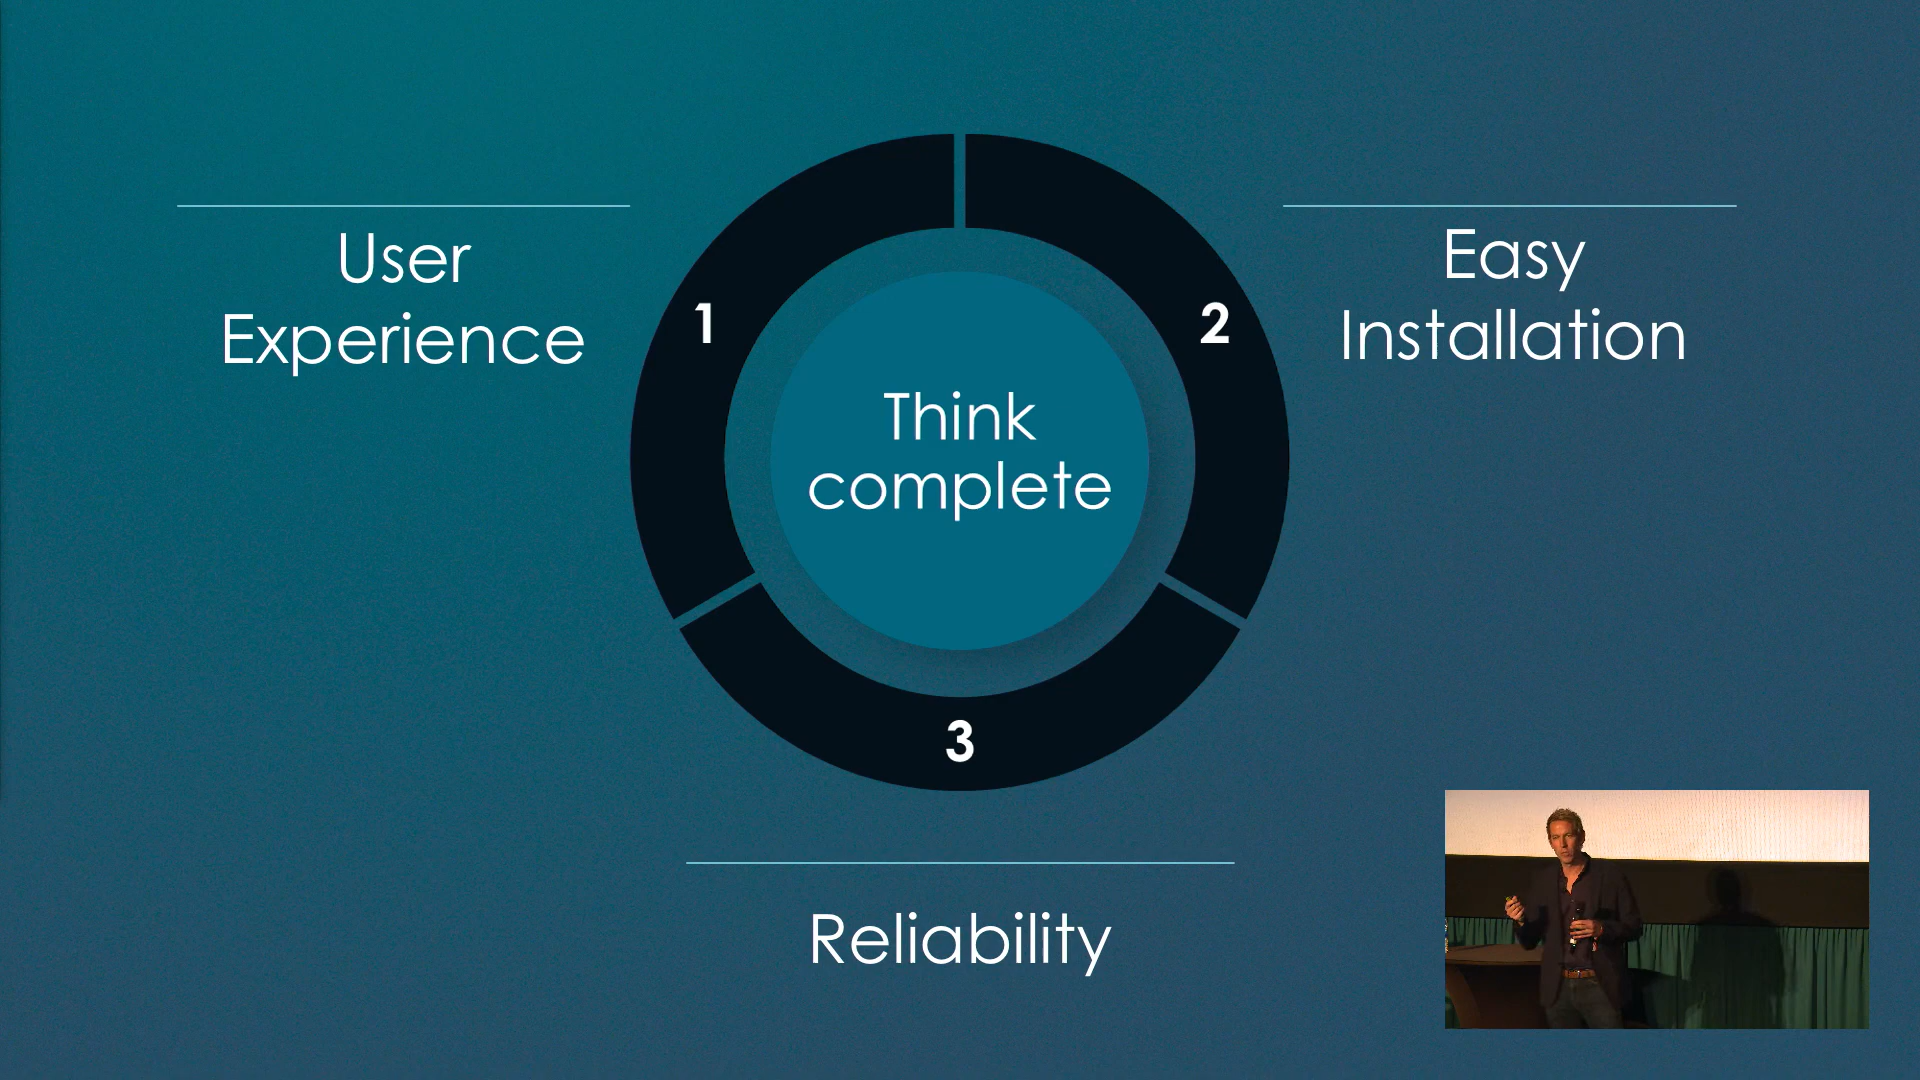 User
Experience
1
2
Easy
Installation
Think
complete
3
Reliability